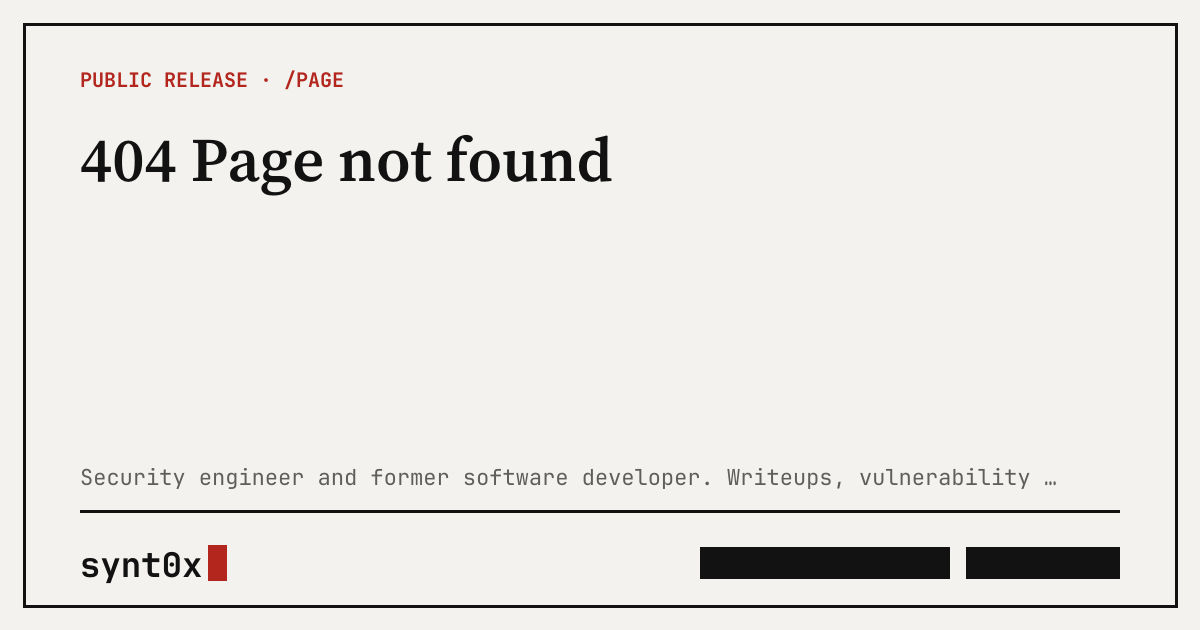 PUBLIC RELEASE · /PAGE
404 Page not found
Security engineer and former software developer. Writeups, vulnerability …
synt0x